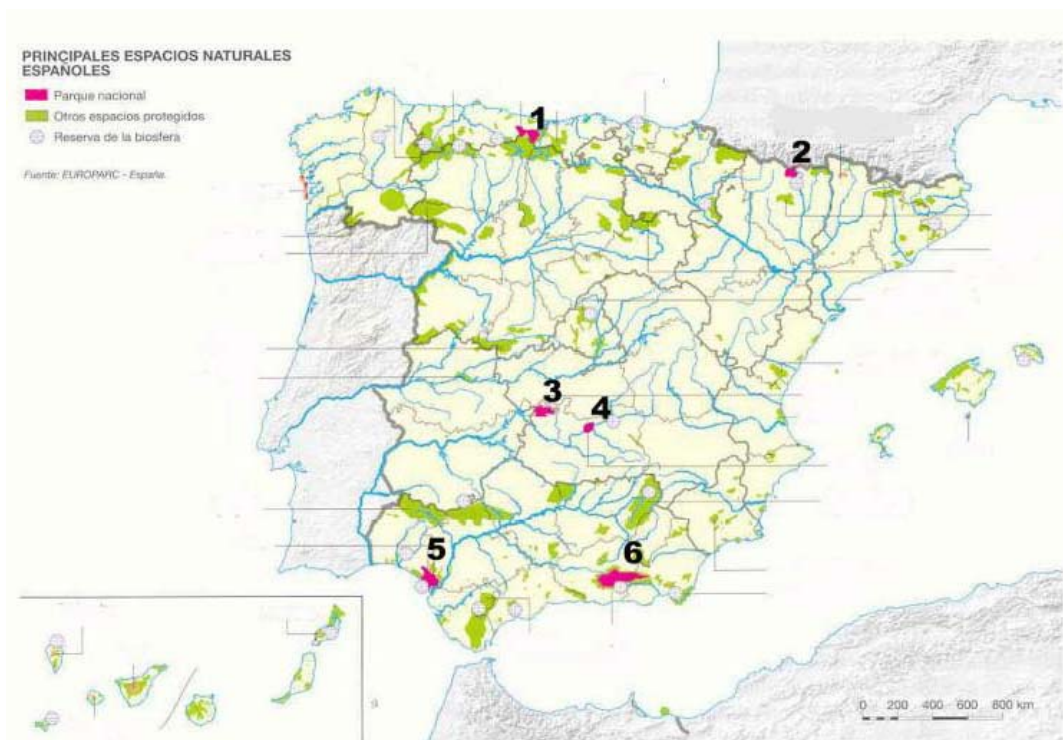 PRINCIPALES ESPACIOS NATURALES
ESPAÑOLES
Parque nacional
Otros espacios protegidos
Reserva de la biosfera
Fuente: EUROPARC - España.
1
2
3
4
5
6
0 200 400 600 800 km